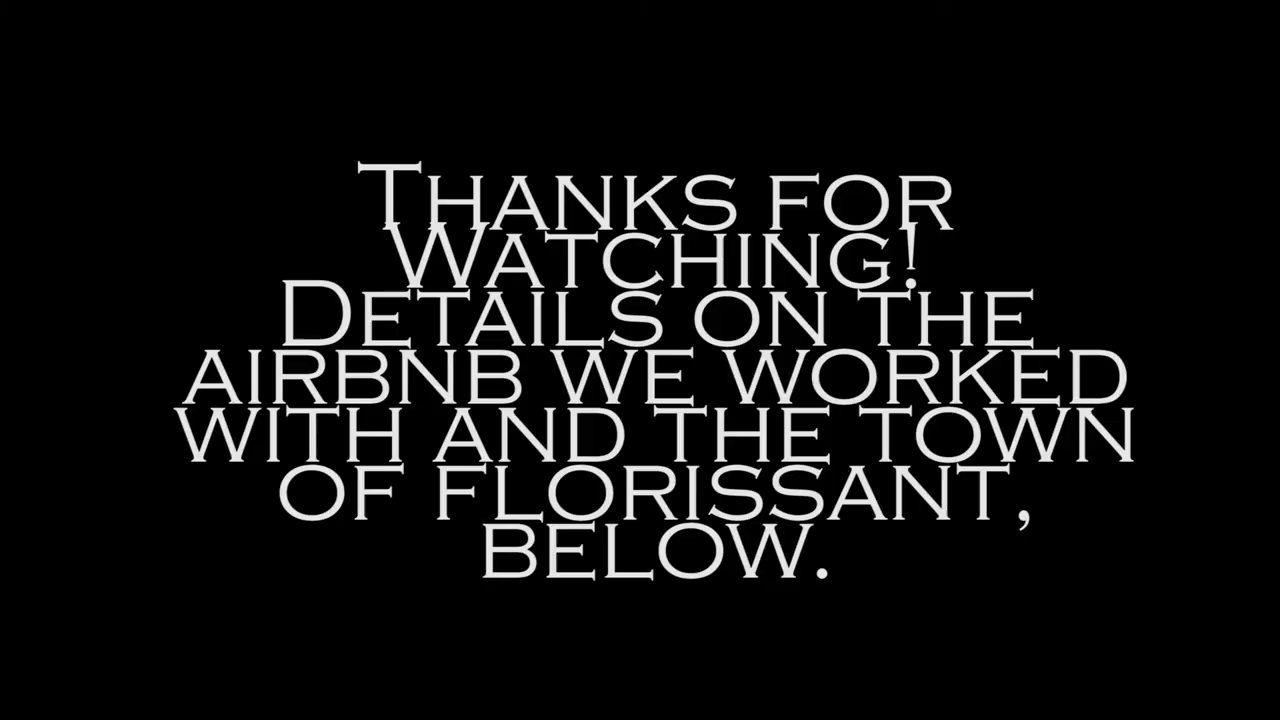 Thanks for
Watching!
Details on the
airbnb we worked
with and the town
of florissant,
below.